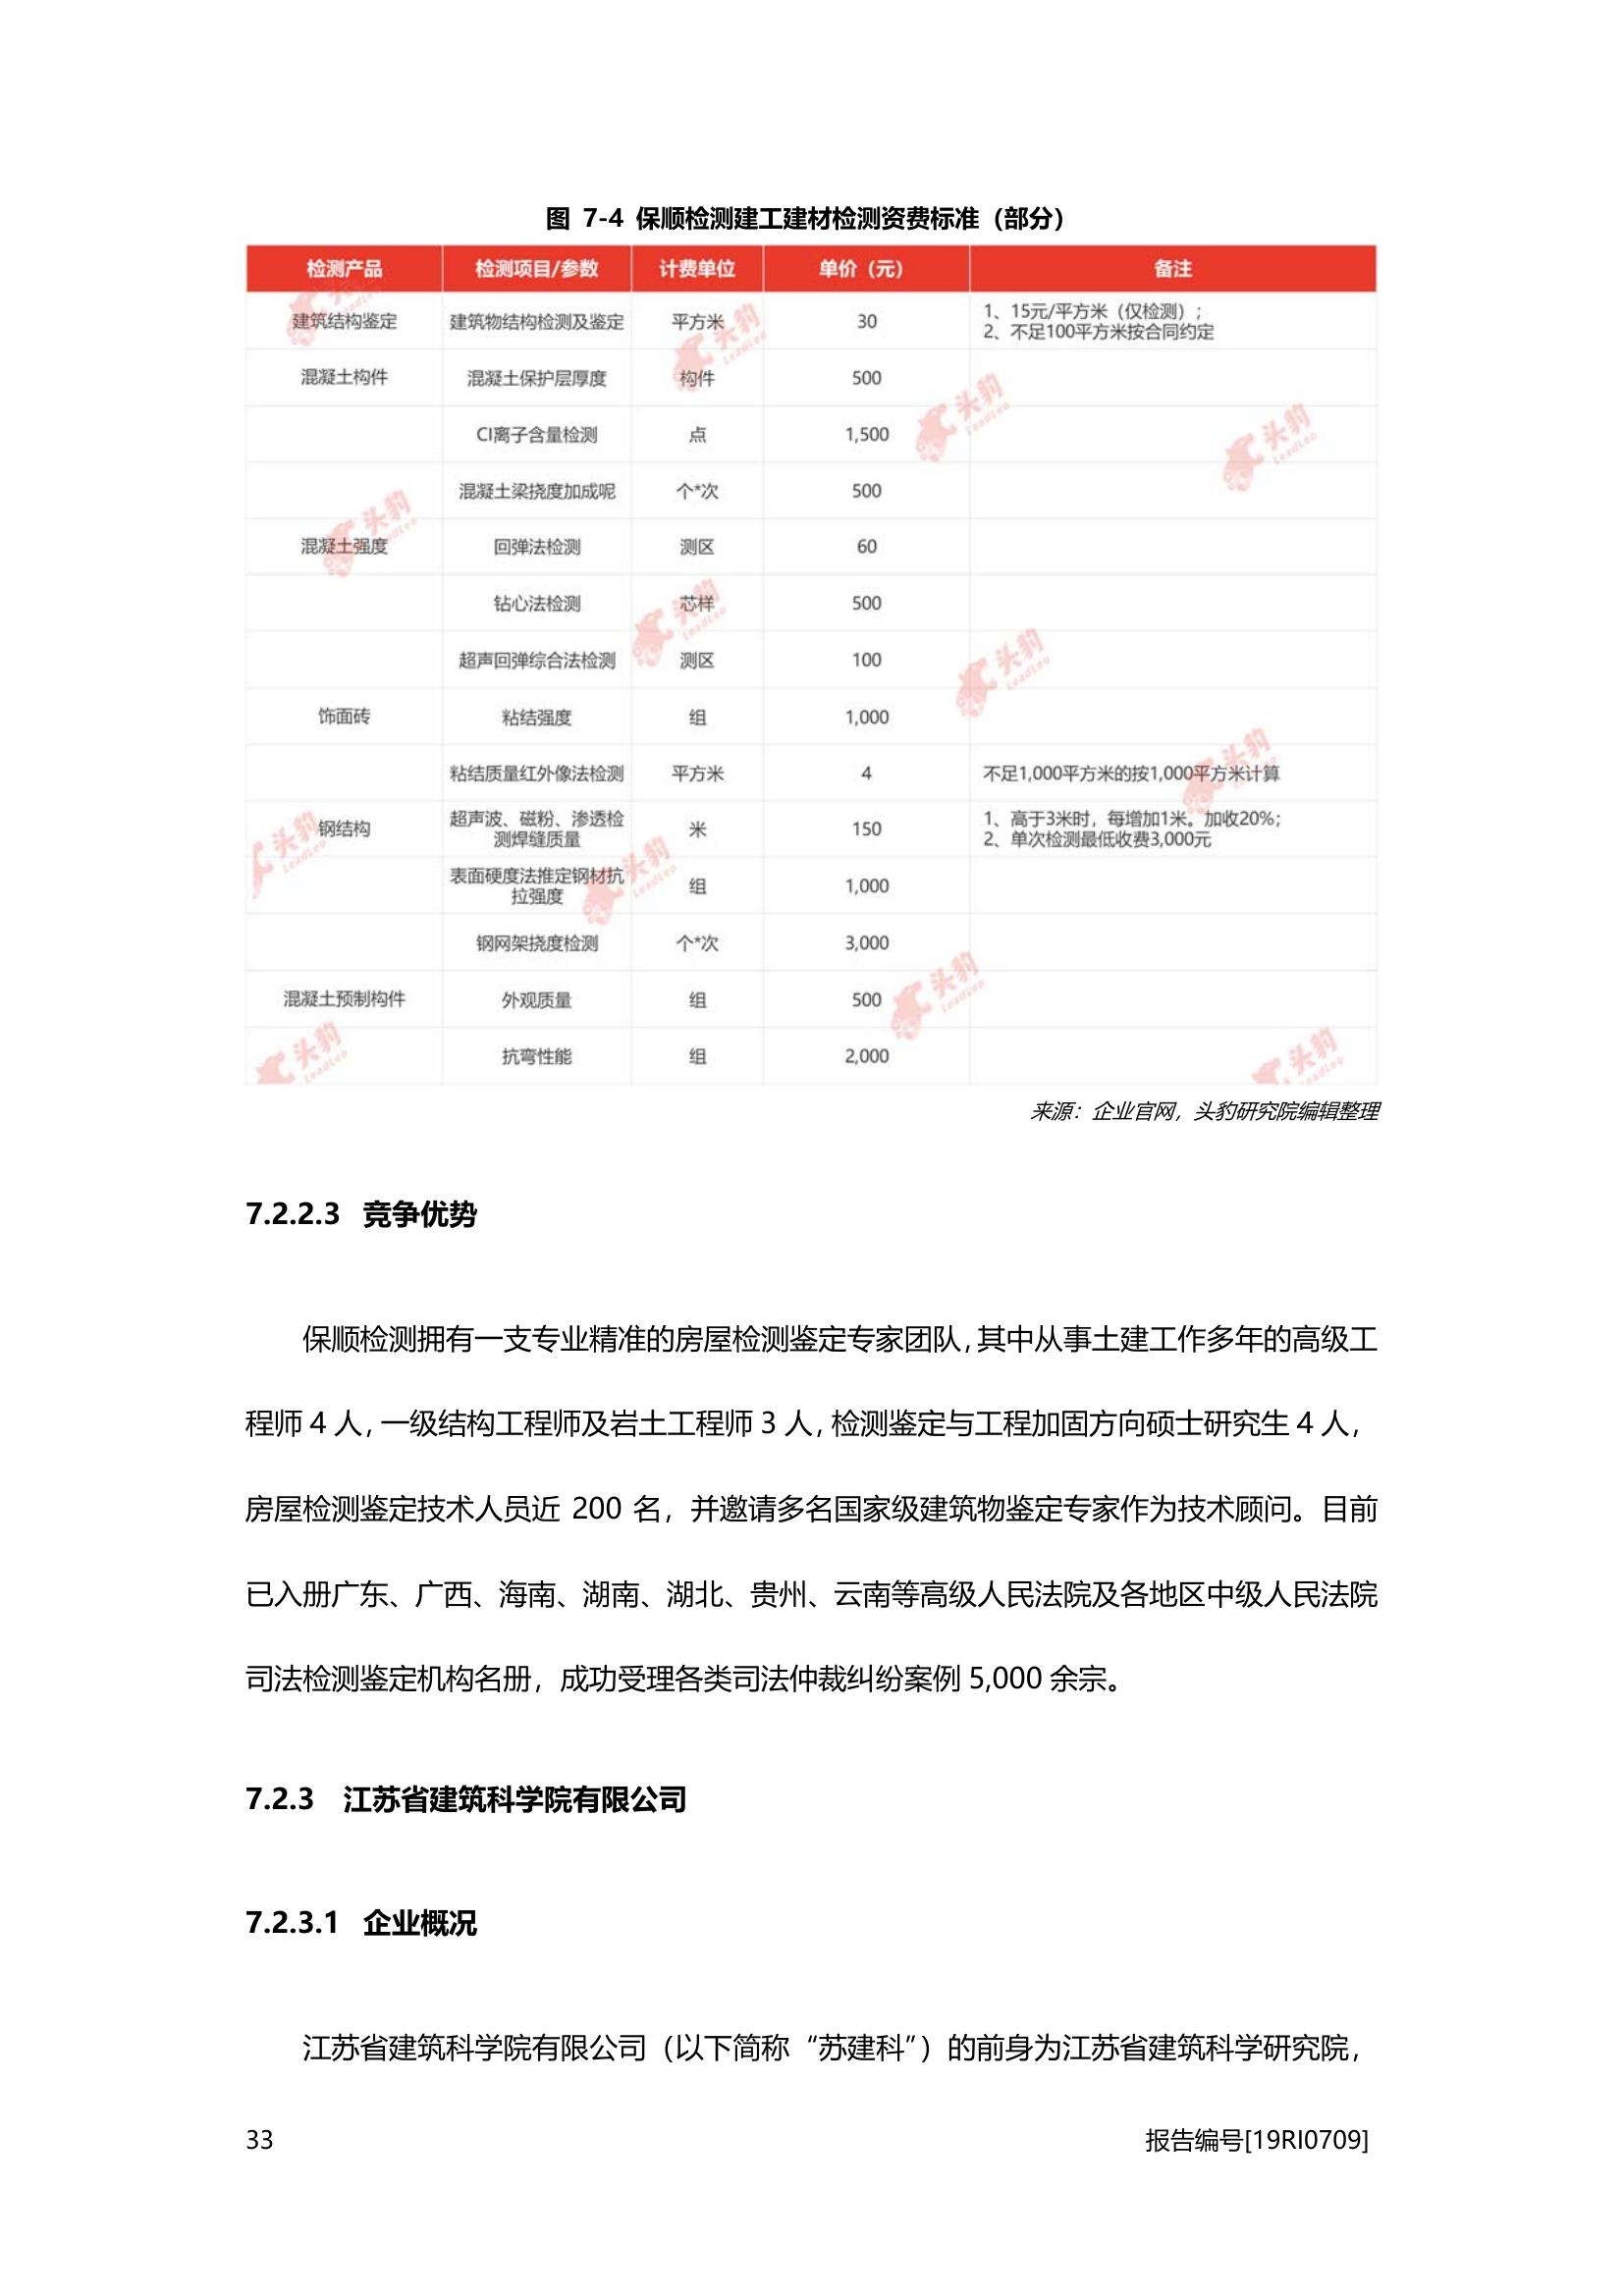 图 7-4 保顺检测建工建材检测资费标准（部分）
检测产品 检测项目/参数 计费单位 单价（元） 备注
建筑结构鉴定 建筑物结构检测及鉴定 平方米 30 1、15元/平方米（仅检测）；
2、不足100平方米按合同约定
混凝土构件 混凝土保护层厚度 构件 500
Cl离子含量检测 点 1,500
混凝土梁挠度加成呢 个*次 500
混凝土强度 回弹法检测 测区 60
钻心法检测 芯样 500
超声回弹综合法检测 测区 100
饰面砖 粘结强度 组 1,000
粘结质量红外像法检测 平方米 4 不足1,000平方米的按1,000平方米计算
钢结构 超声波、磁粉、渗透检 米 150 1、高于3米时，每增加1米。加收20%；
测焊缝质量 2、单次检测最低收费3,000元
表面硬度法推定钢材抗 组 1,000
拉强度
钢网架挠度检测 个*次 3,000
混凝土预制构件 外观质量 组 500
抗弯性能 组 2,000
来源：企业官网，头豹研究院编辑整理
7.2.2.3 竞争优势
保顺检测拥有一支专业精准的房屋检测鉴定专家团队，其中从事土建工作多年的高级工
程师 4 人，一级结构工程师及岩土工程师 3 人，检测鉴定与工程加固方向硕士研究生 4 人，
房屋检测鉴定技术人员近 200 名，并邀请多名国家级建筑物鉴定专家作为技术顾问。目前
已入册广东、广西、海南、湖南、湖北、贵州、云南等高级人民法院及各地区中级人民法院
司法检测鉴定机构名册，成功受理各类司法仲裁纠纷案例 5,000 余宗。
7.2.3 江苏省建筑科学院有限公司
7.2.3.1 企业概况
江苏省建筑科学院有限公司（以下简称“苏建科”）的前身为江苏省建筑科学研究院，
33 报告编号[19RI0709]